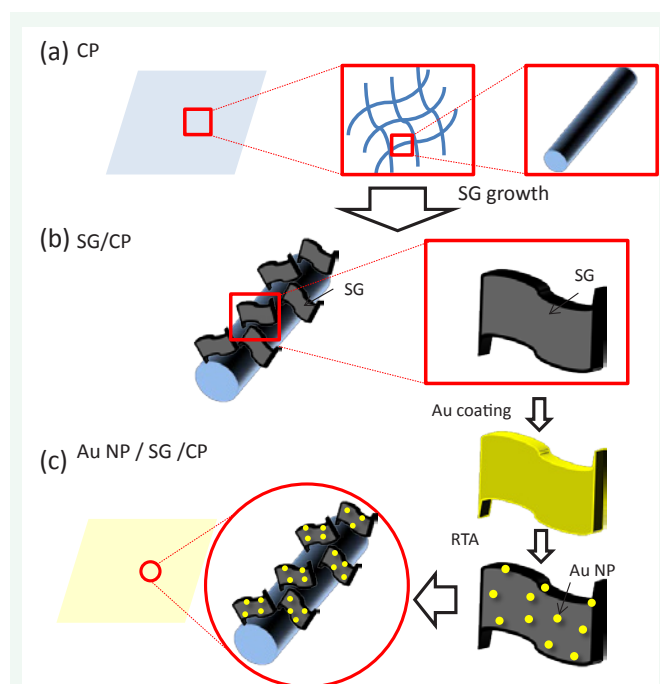 (a) CP
SG growth
(b) SG/CP
SG
SG
Au coating
(c) Au NP / SG /CP
RTA
Au NP